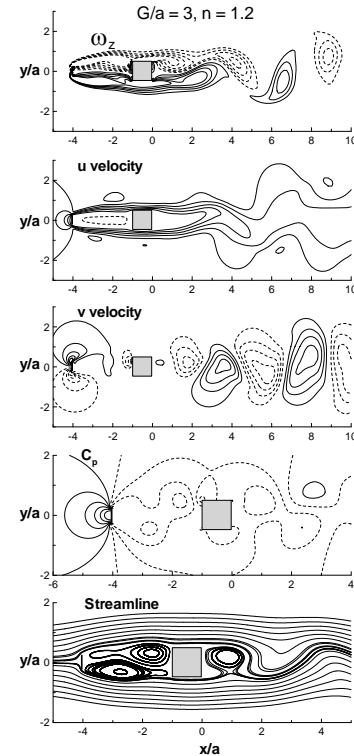 G/a = 3, n = 1.2
ω_z
y/a
2
0
-2
-4 -2 0 2 4 6 8 10
u velocity
y/a
2
0
-2
-4 -2 0 2 4 6 8 10
v velocity
y/a
2
0
-2
-4 -2 0 2 4 6 8 10
C_p
y/a
2
0
-2
-6 -4 -2 0 2 4
Streamline
y/a
2
0
-2
-6 -4 -2 0 2 4
x/a